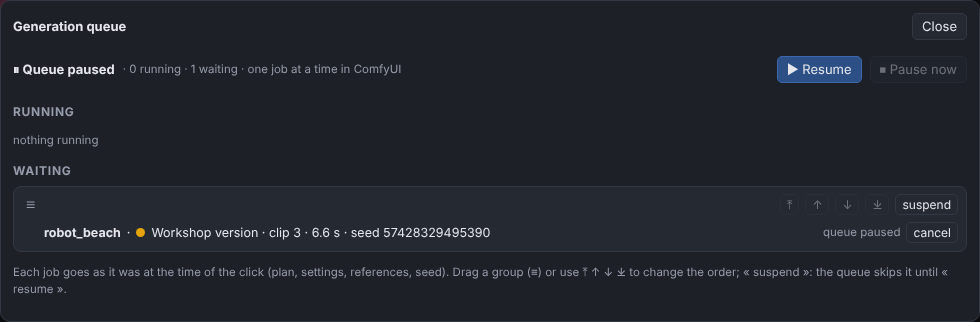 Generation queue
Close
Queue paused · 0 running · 1 waiting · one job at a time in ComfyUI
▶ Resume
■ Pause now
RUNNING
nothing running
WAITING
≡
⤒ ↑ ↓ ⤓ suspend
robot_beach · Workshop version · clip 3 · 6.6 s · seed 57428329495390
queue paused cancel
Each job goes as it was at the time of the click (plan, settings, references, seed). Drag a group (≡) or use ⤒ ↑ ↓ ⤓ to change the order; « suspend »: the queue skips it until «
resume ».